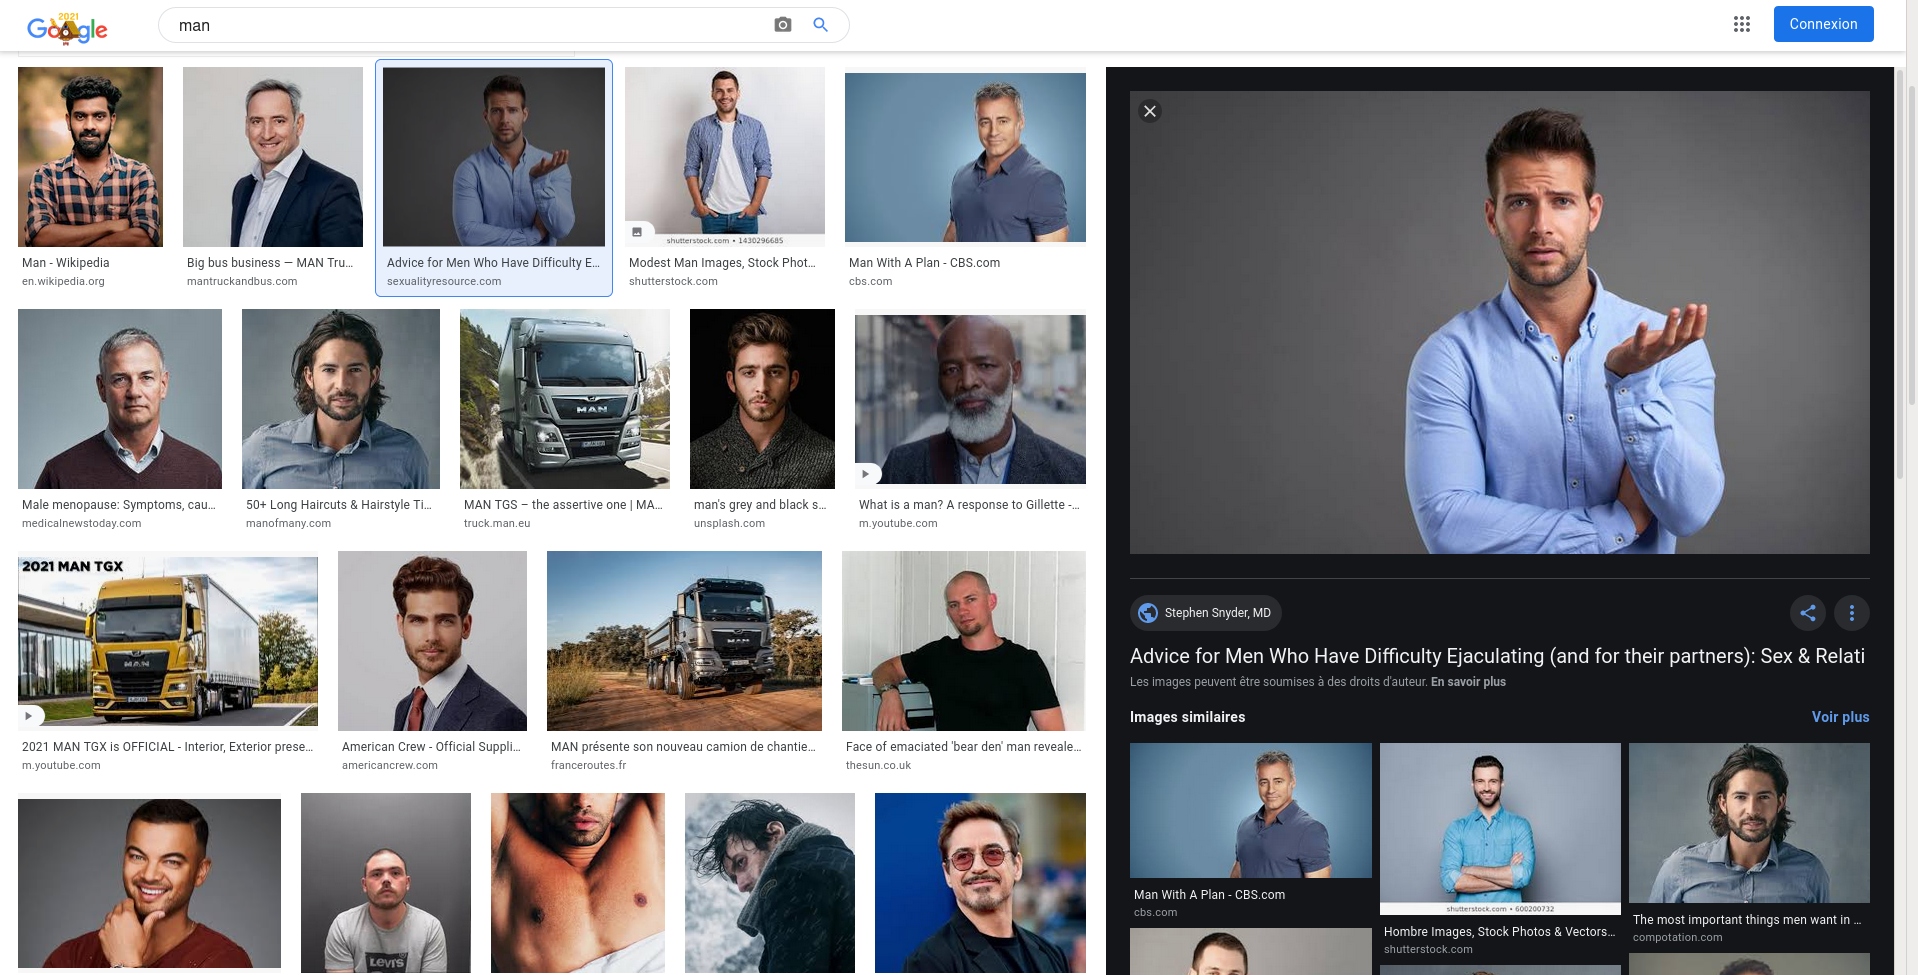 2021
Google
man
Connexion
shutterstock.com • 1430296685
Man - Wikipedia
en.wikipedia.org
Big bus business — MAN Tru...
mantruckandbus.com
Advice for Men Who Have Difficulty E...
sexualityresource.com
Modest Man Images, Stock Phot...
shutterstock.com
Man With A Plan - CBS.com
cbs.com
MAN
Male menopause: Symptoms, cau...
medicalnewstoday.com
50+ Long Haircuts & Hairstyle Ti...
manofmany.com
MAN TGS – the assertive one | MA...
truck.man.eu
man's grey and black s...
unsplash.com
What is a man? A response to Gillette -...
m.youtube.com
2021 MAN TGX
MAN
MAN
2021 MAN TGX is OFFICIAL - Interior, Exterior prese...
m.youtube.com
American Crew - Official Suppli...
americancrew.com
MAN présente son nouveau camion de chantie...
franceroutes.fr
Face of emaciated 'bear den' man reveale...
thesun.co.uk
LEVI'S
Stephen Snyder, MD
Advice for Men Who Have Difficulty Ejaculating (and for their partners): Sex & Relati
Les images peuvent être soumises à des droits d'auteur. En savoir plus
Images similaires
Voir plus
Man With A Plan - CBS.com
cbs.com
shutterstock.com • 600200732
Hombre Images, Stock Photos & Vectors...
shutterstock.com
The most important things men want in ...
compotation.com